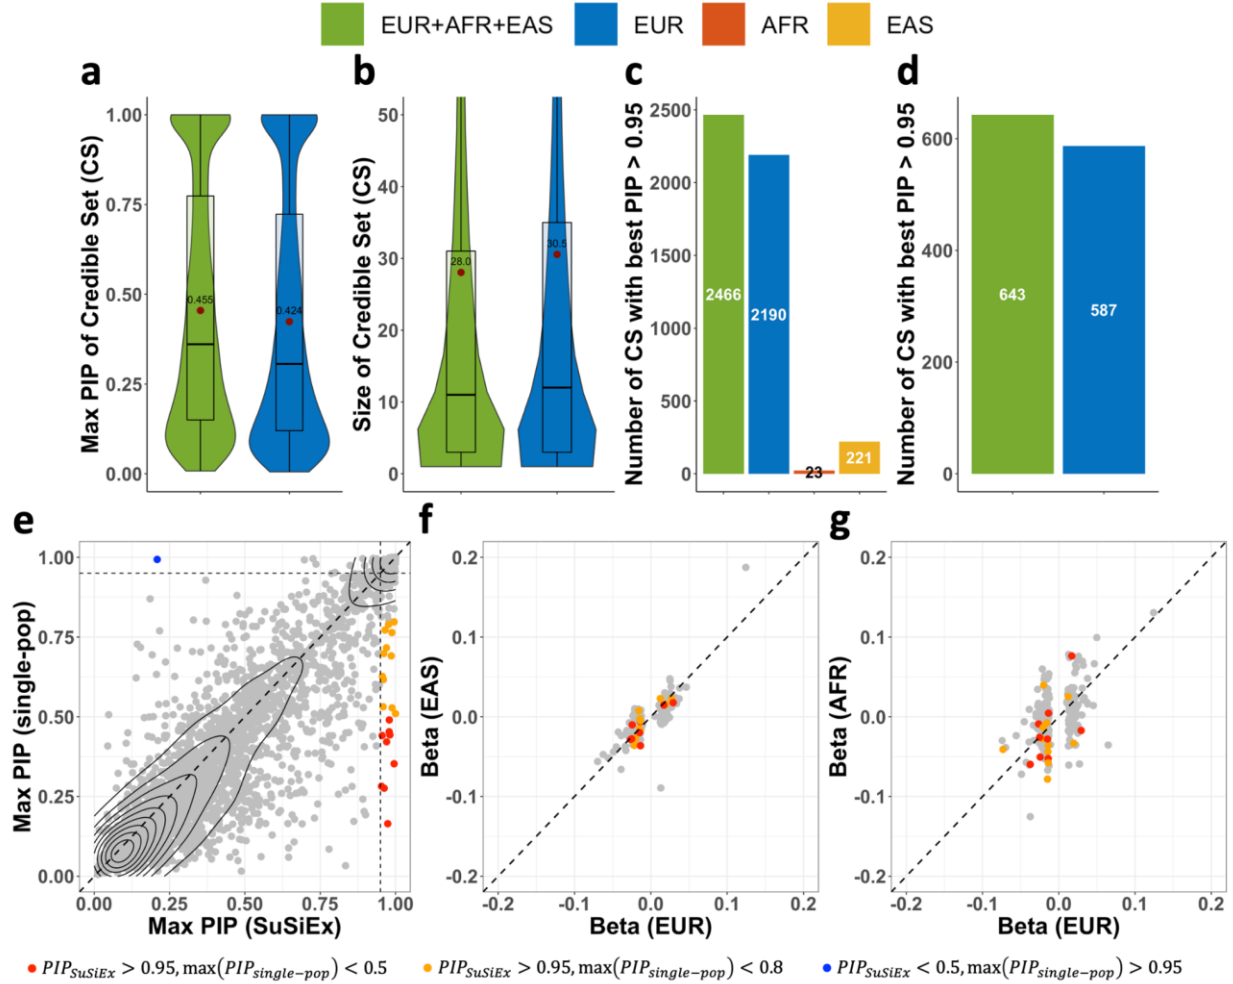 EUR+AFR+EAS EUR AFR EAS
a
Max PIP of Credible Set (CS)
1.00
0.75
0.50
0.25
0.00
0.455
0.424
b
Size of Credible Set (CS)
50
40
30
20
10
0
28.0
30.5
c
Number of CS with best PIP > 0.95
2500
2000
1500
1000
500
0
2466
2190
23
221
d
Number of CS with best PIP > 0.95
600
400
200
0
643
587
e
Max PIP (single-pop)
1.00
0.75
0.50
0.25
0.00
0.00 0.25 0.50 0.75 1.00
Max PIP (SuSiEx)
f
Beta (EAS)
0.2
0.1
0.0
-0.1
-0.2
-0.2 -0.1 0.0 0.1 0.2
Beta (EUR)
g
Beta (AFR)
0.2
0.1
0.0
-0.1
-0.2
-0.2 -0.1 0.0 0.1 0.2
Beta (EUR)
PIP_SuSiEx > 0.95, max(PIP_single-pop) < 0.5
PIP_SuSiEx > 0.95, max(PIP_single-pop) < 0.8
PIP_SuSiEx < 0.5, max(PIP_single-pop) > 0.95